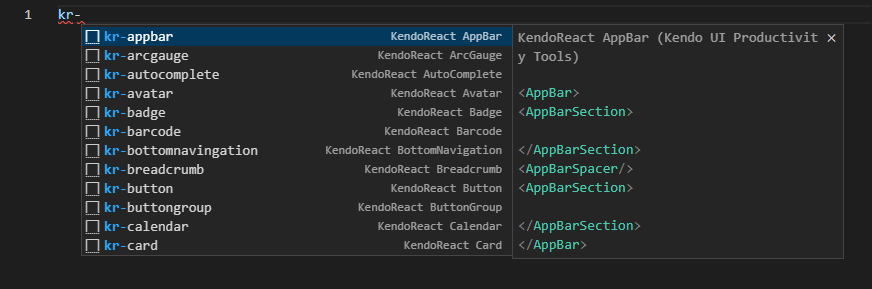 1 kr-
kr-appbar KendoReact AppBar
kr-arcgauge KendoReact ArcGauge
kr-autocomplete KendoReact AutoComplete
kr-avatar KendoReact Avatar
kr-badge KendoReact Badge
kr-barcode KendoReact Barcode
kr-bottomnavingation KendoReact BottomNavigation
kr-breadcrumb KendoReact Breadcrumb
kr-button KendoReact Button
kr-buttongroup KendoReact ButtonGroup
kr-calendar KendoReact Calendar
kr-card KendoReact Card
KendoReact AppBar (Kendo UI Productivit
y Tools)
<AppBar>
<AppBarSection>
</AppBarSection>
<AppBarSpacer/>
<AppBarSection>
</AppBarSection>
</AppBar>